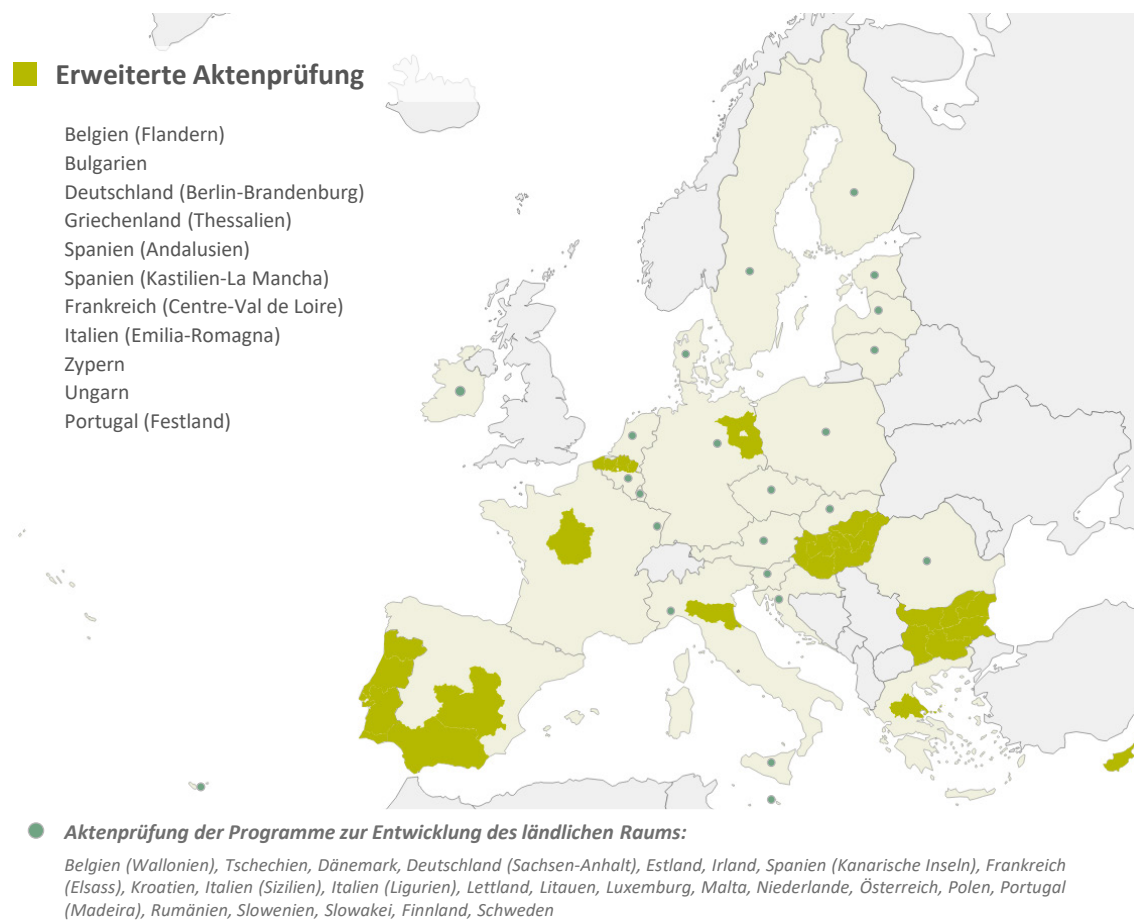 Erweiterte Aktenprüfung
Belgien (Flandern)
Bulgarien
Deutschland (Berlin-Brandenburg)
Griechenland (Thessalien)
Spanien (Andalusien)
Spanien (Kastilien-La Mancha)
Frankreich (Centre-Val de Loire)
Italien (Emilia-Romagna)
Zypern
Ungarn
Portugal (Festland)
Aktenprüfung der Programme zur Entwicklung des ländlichen Raums:
Belgien (Wallonien), Tschechien, Dänemark, Deutschland (Sachsen-Anhalt), Estland, Irland, Spanien (Kanarische Inseln), Frankreich
(Elsass), Kroatien, Italien (Sizilien), Italien (Ligurien), Lettland, Litauen, Luxemburg, Malta, Niederlande, Österreich, Polen, Portugal
(Madeira), Rumänien, Slowenien, Slowakei, Finnland, Schweden